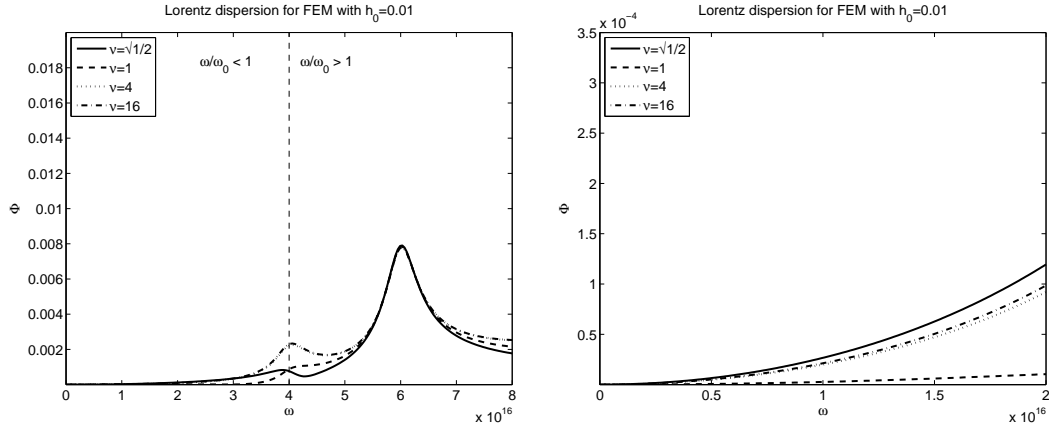 Lorentz dispersion for FEM with h₀=0.01
ν=√1/2
ν=1
ν=4
ν=16
ω/ω₀ < 1
ω/ω₀ > 1
0.018
0.016
0.014
0.012
0.01
0.008
0.006
0.004
0.002
Φ
0 1 2 3 4 5 6 7 8
ω
x 10¹⁶
Lorentz dispersion for FEM with h₀=0.01
x 10⁻⁴
ν=√1/2
ν=1
ν=4
ν=16
3.5
3
2.5
2
1.5
1
0.5
Φ
0 0.5 1 1.5 2
ω
x 10¹⁶